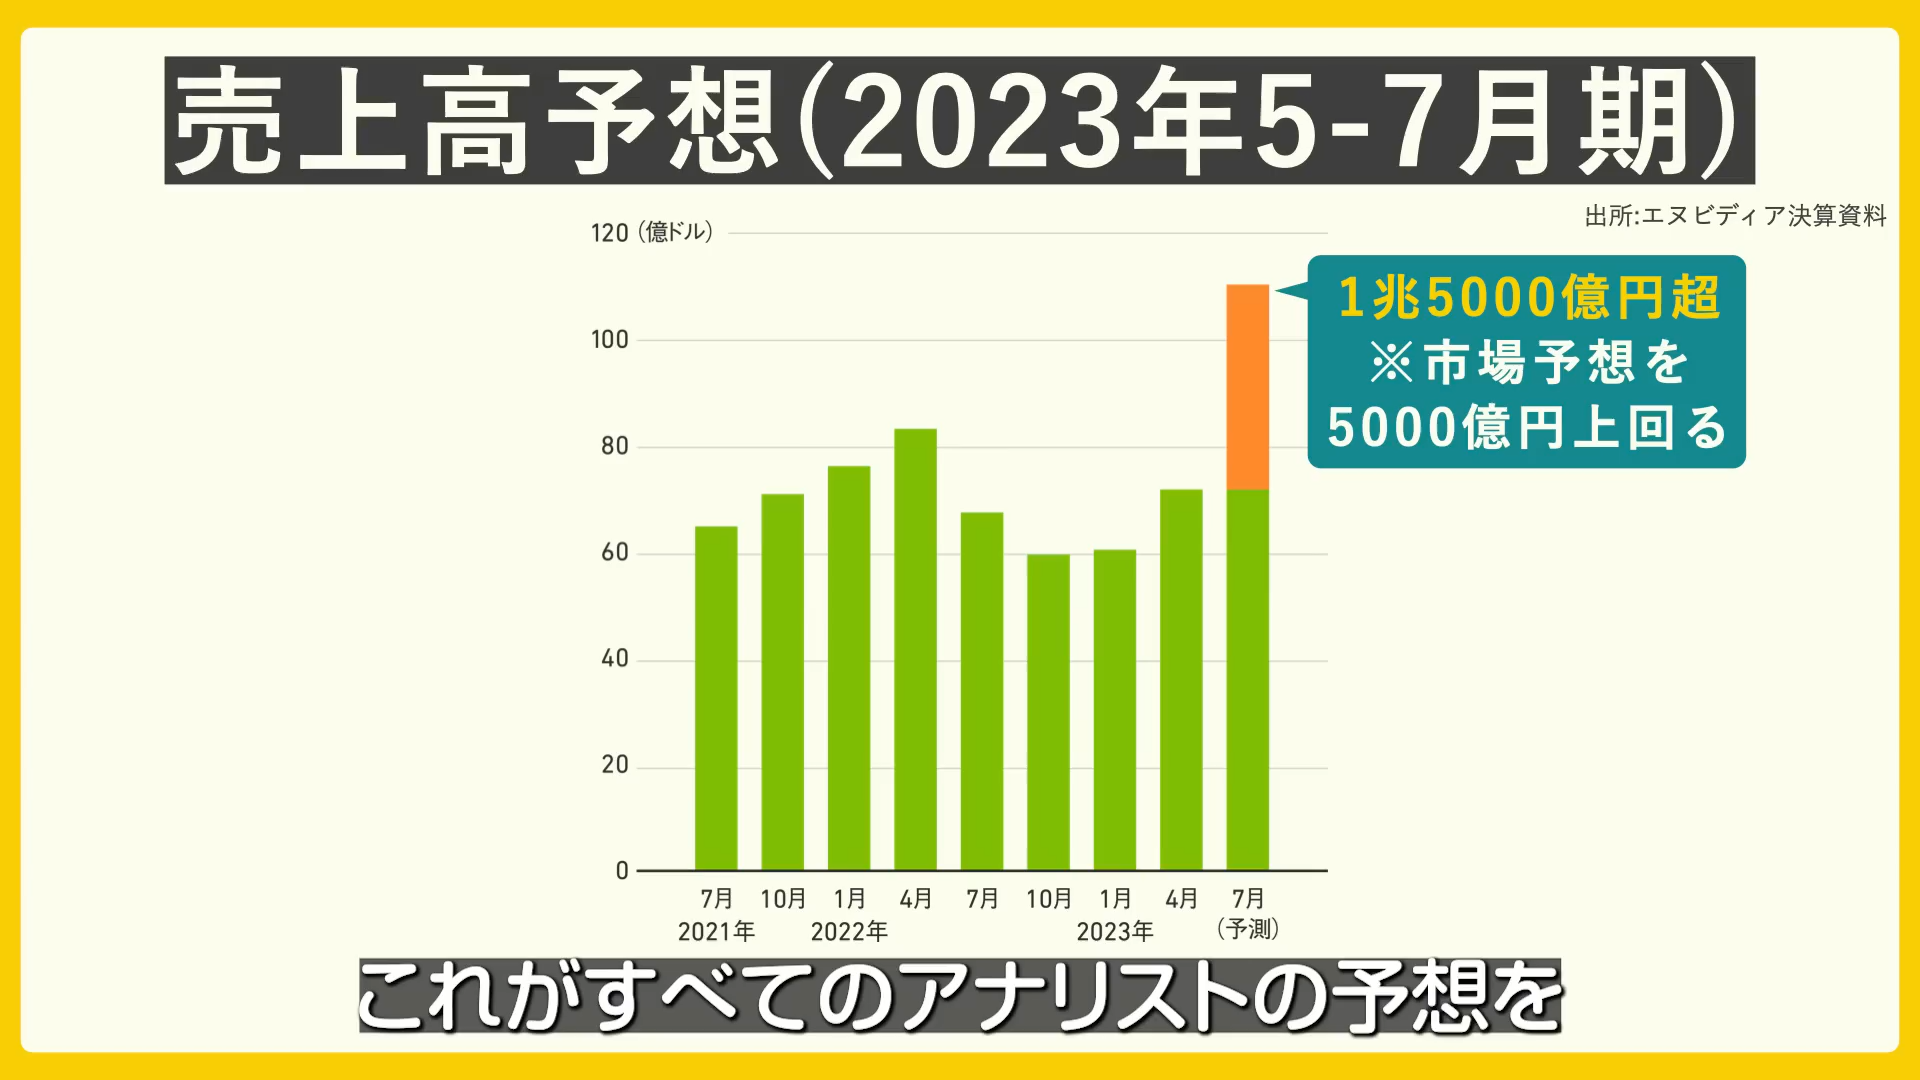 売上高予想(2023年5-7月期)
出所:エヌビディア決算資料
120（億ドル）
1兆5000億円超
※市場予想を
5000億円上回る
100
80
60
40
20
0
7月 10月 1月 4月 7月 10月 1月 4月 7月
2021年 2022年 2023年 （予測）
これがすべてのアナリストの予想を